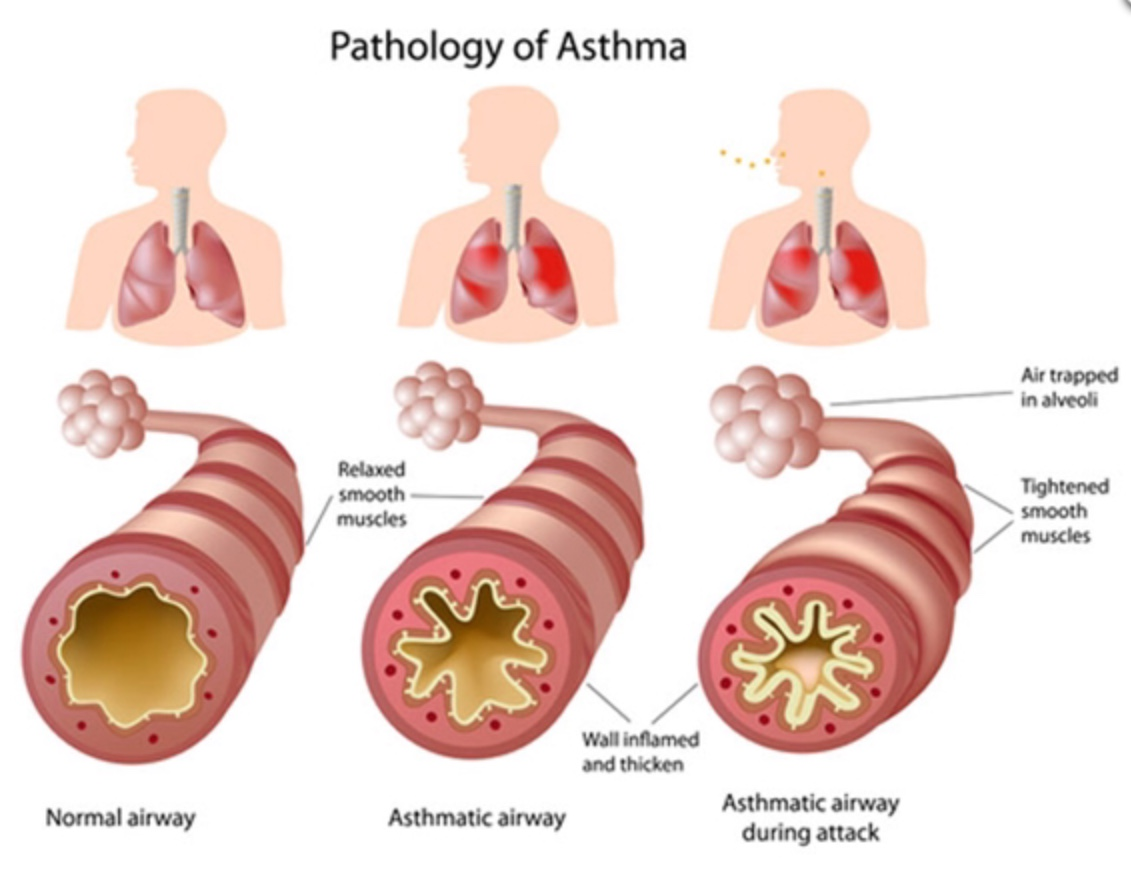 Pathology of Asthma
Air trapped
in alveoli
Relaxed
smooth
muscles
Tightened
smooth
muscles
Wall inflamed
and thicken
Normal airway
Asthmatic airway
Asthmatic airway
during attack